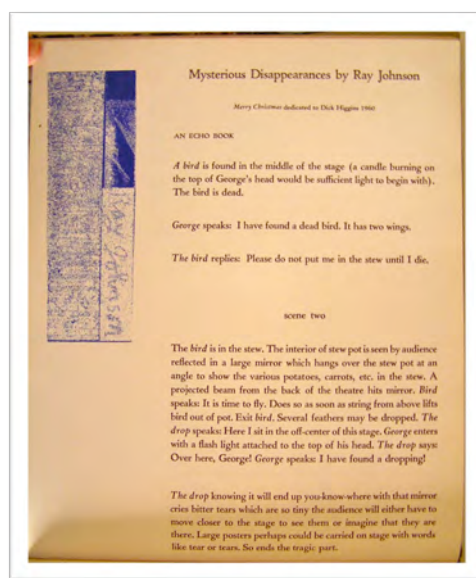 Mysterious Disappearances by Ray Johnson
Merry Christmas dedicated to Dick Higgins 1960
AN ECHO BOOK
A bird is found in the middle of the stage (a candle burning on
the top of George's head would be sufficient light to begin with).
The bird is dead.
George speaks: I have found a dead bird. It has two wings.
The bird replies: Please do not put me in the stew until I die.
Ray Johnson
scene two
The bird is in the stew. The interior of stew pot is seen by audience
reflected in a large mirror which hangs over the stew pot at an
angle to show the various potatoes, carrots, etc. in the stew. A
projected beam from the back of the theatre hits mirror. Bird
speaks: It is time to fly. Does so as soon as string from above lifts
bird out of pot. Exit bird. Several feathers may be dropped. The
drop speaks: Here I sit in the off-center of this stage. George enters
with a flash light attached to the top of his head. The drop says:
Over here, George! George speaks: I have found a dropping!
The drop knowing it will end up you-know-where with that mirror
cries bitter tears which are so tiny the audience will either have to
move closer to the stage to see them or imagine that they are
there. Large posters perhaps could be carried on stage with words
like tear or tears. So ends the tragic part.